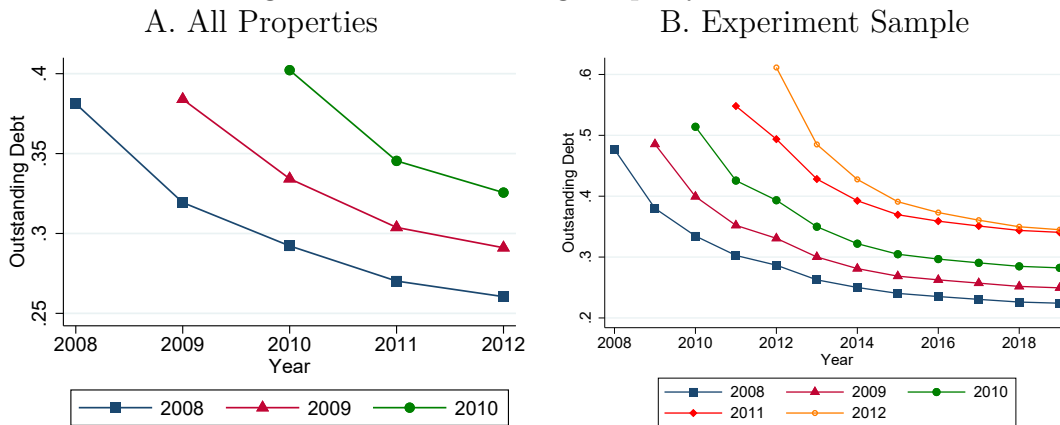 A. All Properties
B. Experiment Sample
Outstanding Debt
.4
.35
.3
.25
2008 2009 2010 2011 2012
Year
2008 2009 2010
Outstanding Debt
.6
.5
.4
.3
.2
2008 2010 2012 2014 2016 2018
Year
2008 2009 2010
2011 2012